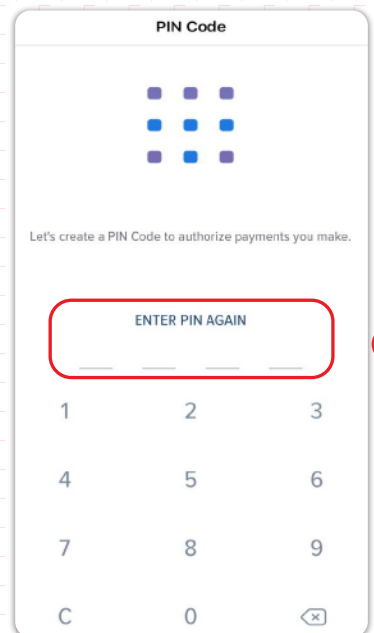 PIN Code
Let's create a PIN Code to authorize payments you make.
ENTER PIN AGAIN
1 2 3
4 5 6
7 8 9
C 0